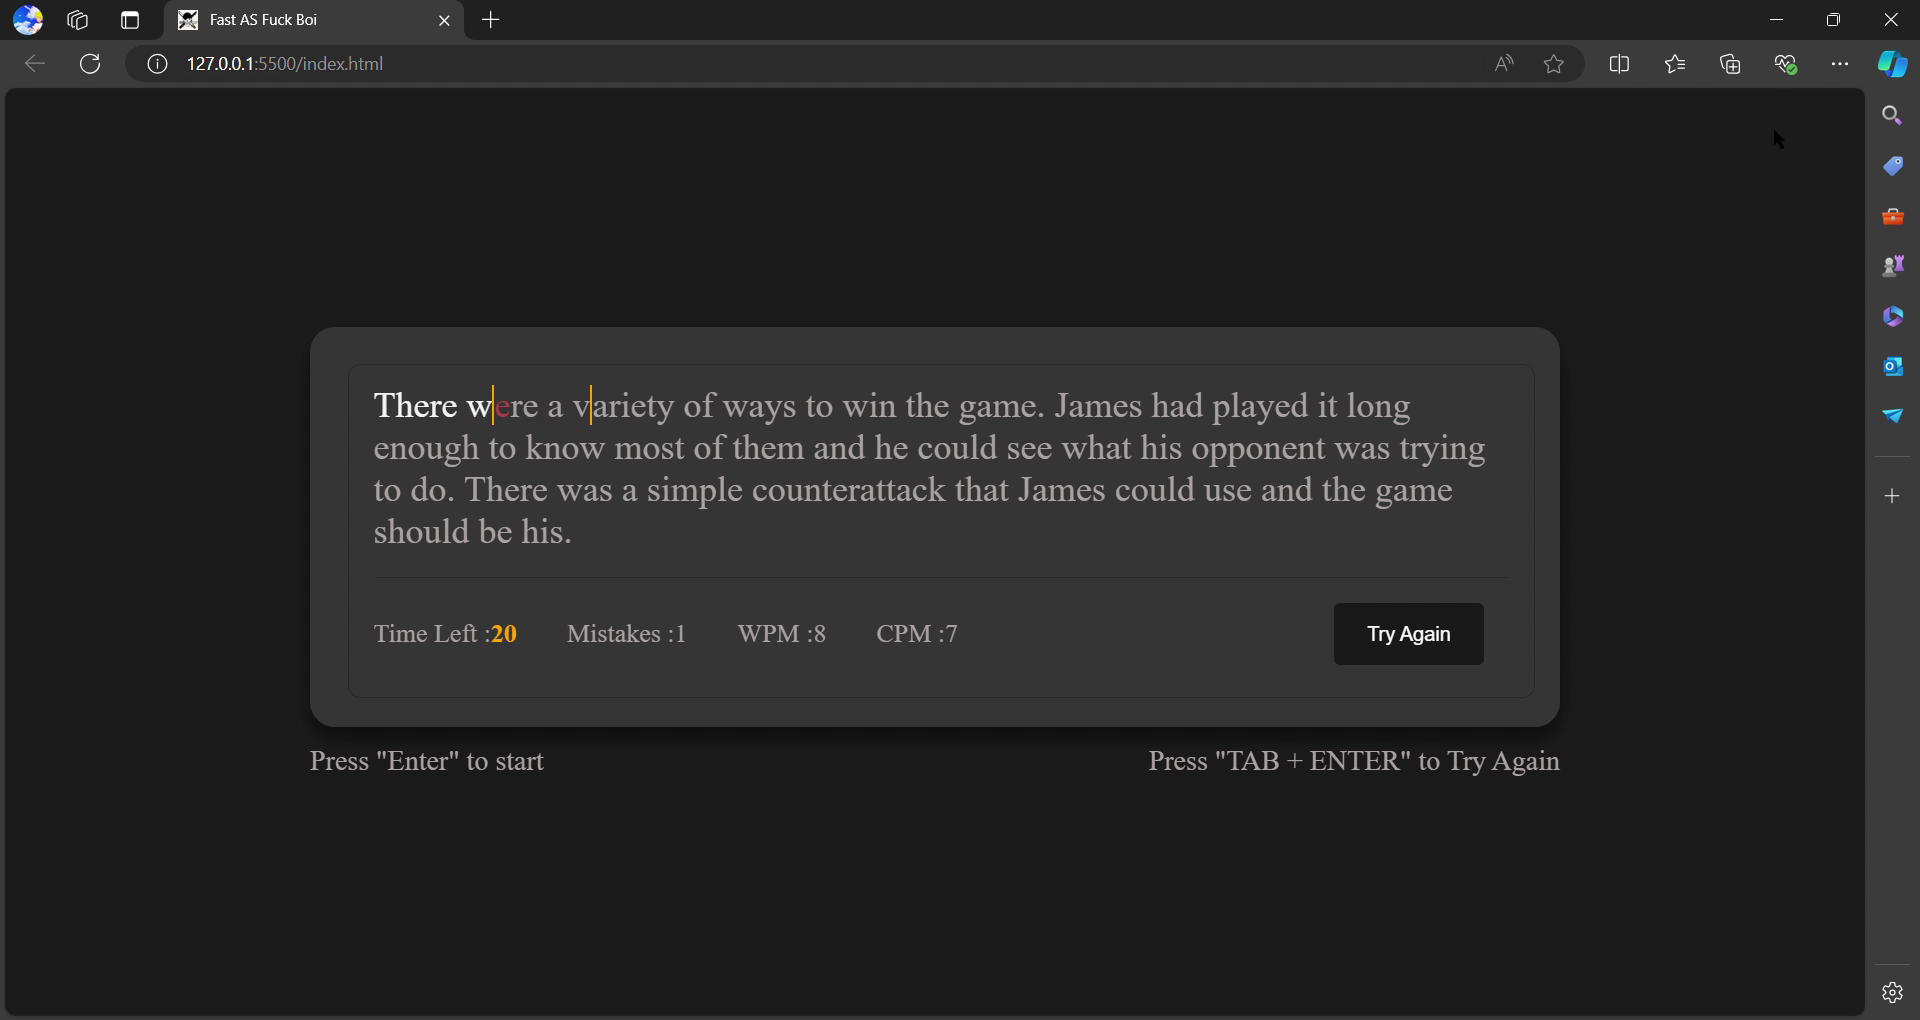 Fast AS Fuck Boi
127.0.0.1:5500/index.html
There were a variety of ways to win the game. James had played it long
enough to know most of them and he could see what his opponent was trying
to do. There was a simple counterattack that James could use and the game
should be his.
Time Left :20 Mistakes :1 WPM :8 CPM :7 Try Again
Press "Enter" to start Press "TAB + ENTER" to Try Again